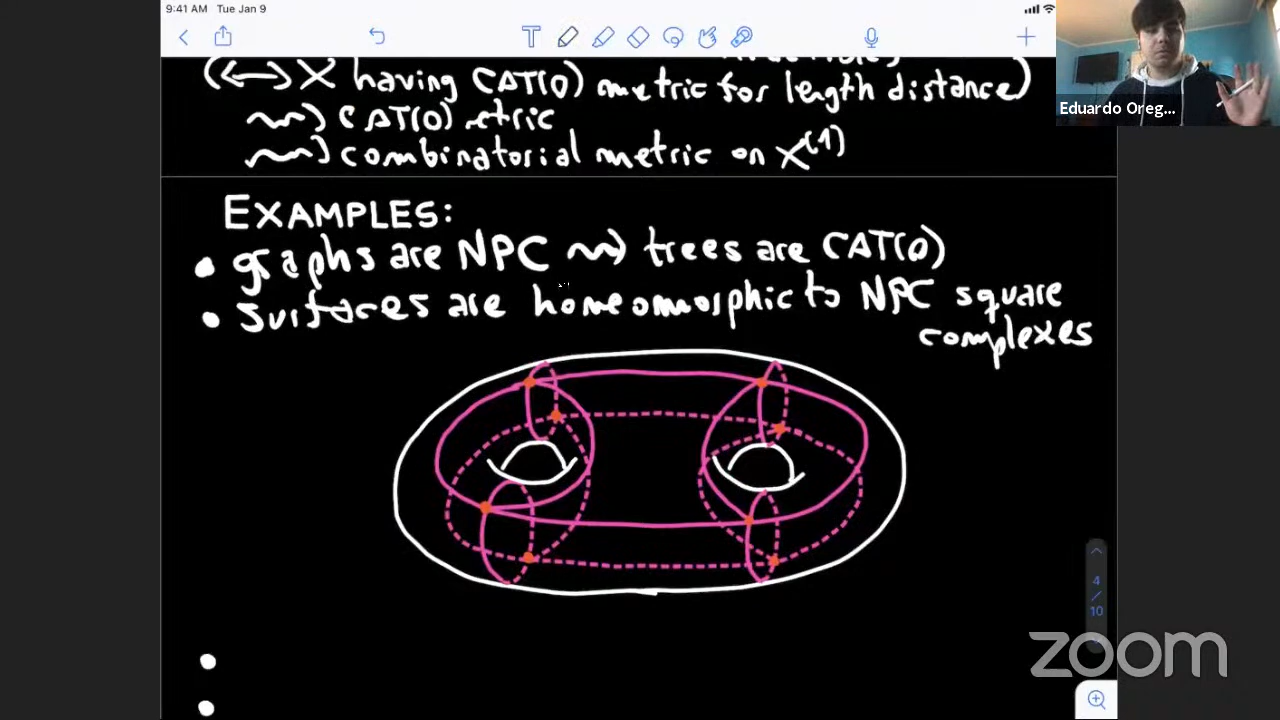 9:41 AM Tue Jan 9
Eduardo Oreg...
(↔ X having CAT(0) metric for length distance)
⇝ CAT(0) etric
⇝ combinatorial metric on X⁽¹⁾
EXAMPLES:
• graphs are NPC ⇝ trees are CAT(0)
• surfaces are homeomorphic to NPC square
complexes
4
/
10
zoom